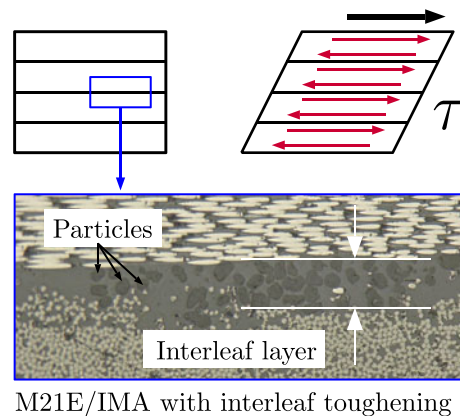 τ
Particles
Interleaf layer
M21E/IMA with interleaf toughening